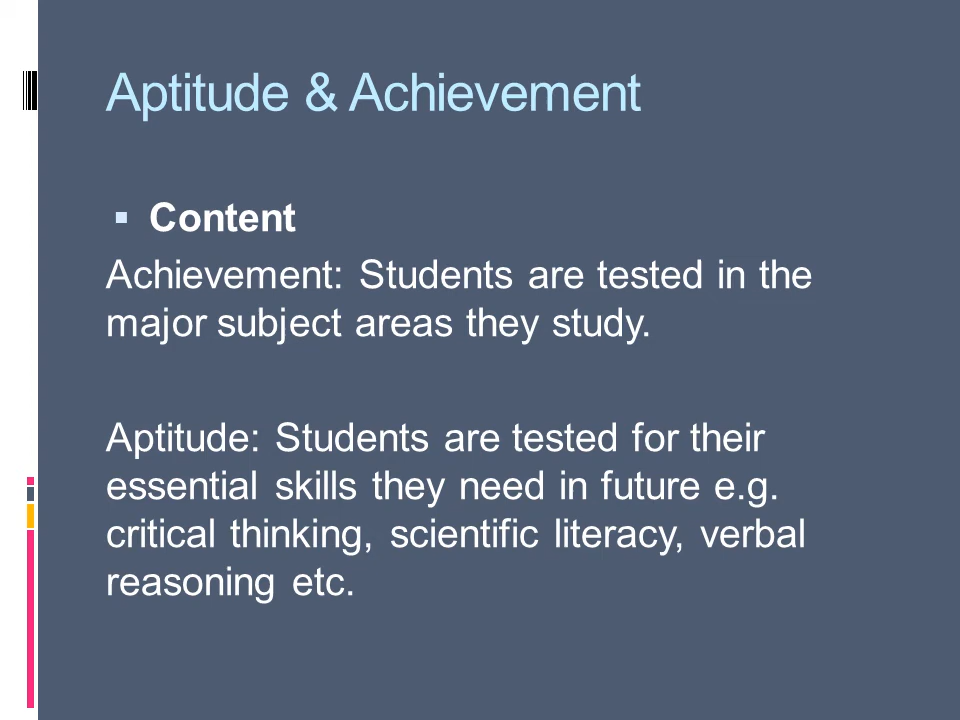 Aptitude & Achievement
▪ Content
Achievement: Students are tested in the
major subject areas they study.
Aptitude: Students are tested for their
essential skills they need in future e.g.
critical thinking, scientific literacy, verbal
reasoning etc.